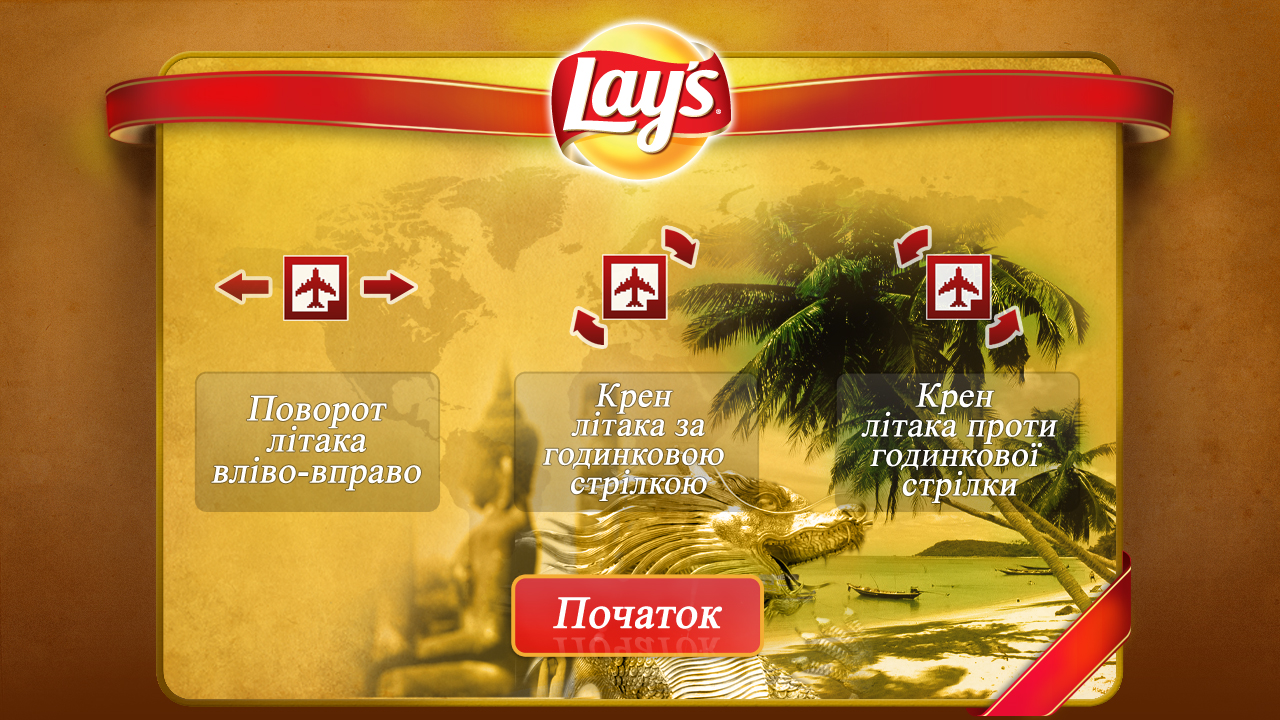 Lay's
Поворот
літака
вліво-вправо
Крен
літака за
годинковою
стрілкою
Крен
літака проти
годинкової
стрілки
Початок